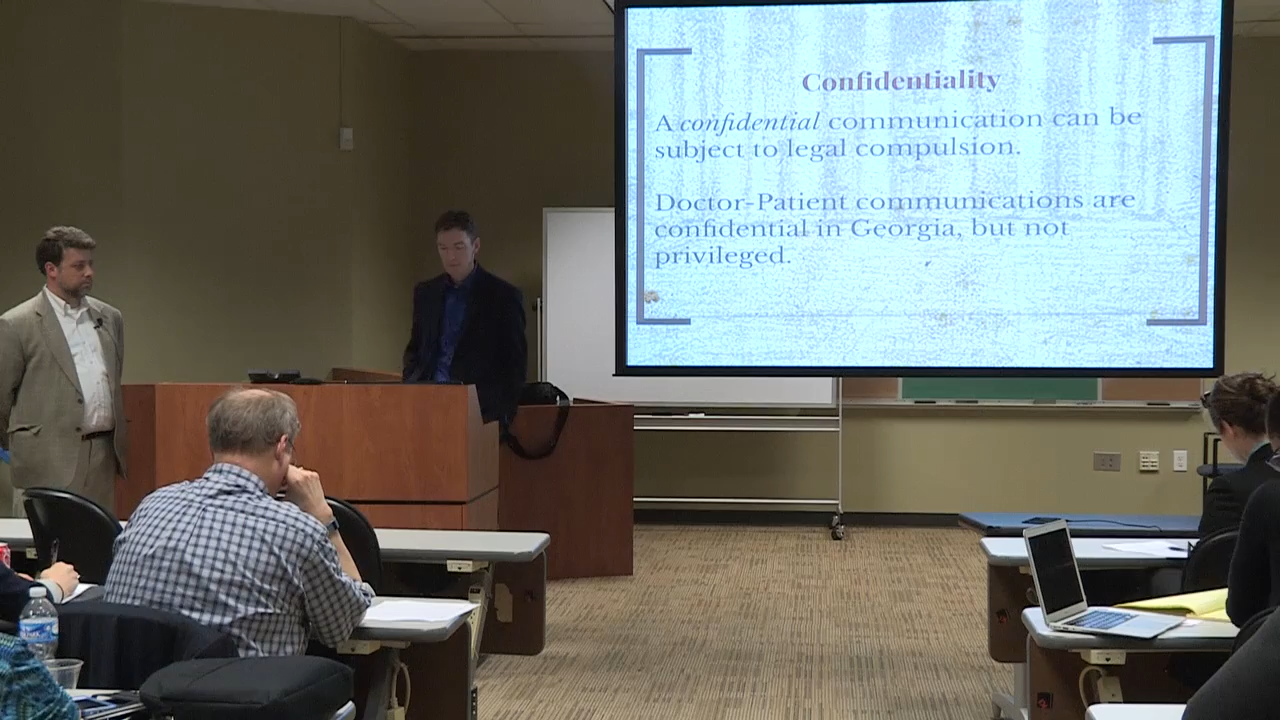 Confidentiality
A confidential communication can be
subject to legal compulsion.
Doctor-Patient communications are
confidential in Georgia, but not
privileged.